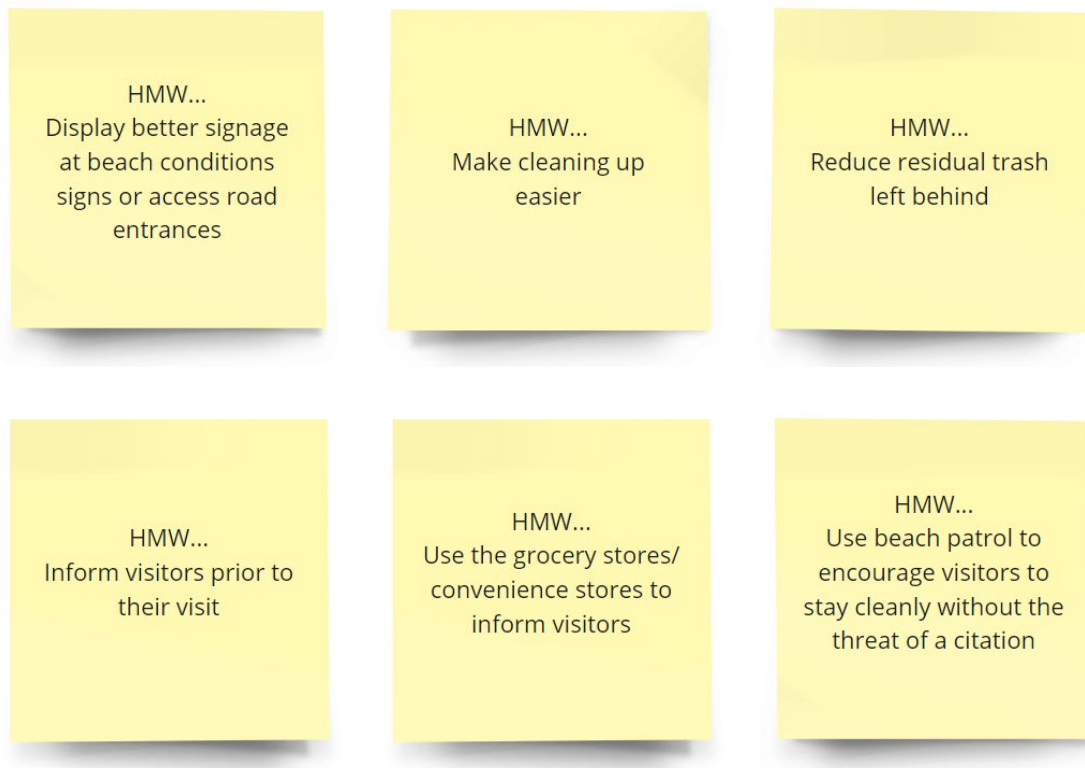 HMW...
Display better signage
at beach conditions
signs or access road
entrances
HMW...
Make cleaning up
easier
HMW...
Reduce residual trash
left behind
HMW...
Inform visitors prior to
their visit
HMW...
Use the grocery stores/
convenience stores to
inform visitors
HMW...
Use beach patrol to
encourage visitors to
stay cleanly without the
threat of a citation